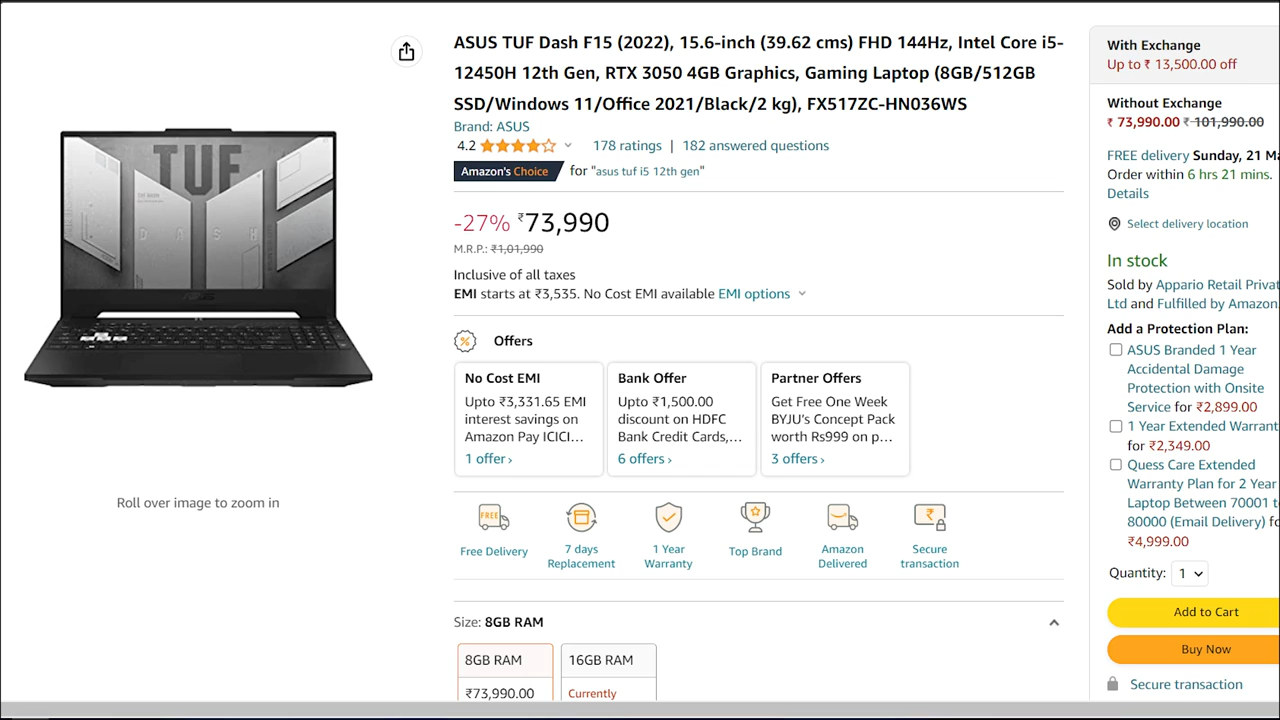 ASUS TUF Dash F15 (2022), 15.6-inch (39.62 cms) FHD 144Hz, Intel Core i5-
12450H 12th Gen, RTX 3050 4GB Graphics, Gaming Laptop (8GB/512GB
SSD/Windows 11/Office 2021/Black/2 kg), FX517ZC-HN036WS
Brand: ASUS
4.2 178 ratings | 182 answered questions
Amazon's Choice for "asus tuf i5 12th gen"
-27% ₹73,990
M.R.P.: ₹1,01,990
Inclusive of all taxes
EMI starts at ₹3,535. No Cost EMI available EMI options
Offers
No Cost EMI
Upto ₹3,331.65 EMI
interest savings on
Amazon Pay ICICI...
1 offer›
Bank Offer
Upto ₹1,500.00
discount on HDFC
Bank Credit Cards,...
6 offers›
Partner Offers
Get Free One Week
BYJU's Concept Pack
worth Rs999 on p...
3 offers›
FREE
Free Delivery
7 days
Replacement
1 Year
Warranty
Top Brand
Amazon
Delivered
Secure
transaction
Size: 8GB RAM
8GB RAM
₹73,990.00
16GB RAM
Currently
TUF
DASH
Roll over image to zoom in
With Exchange
Up to ₹ 13,500.00 off
Without Exchange
₹ 73,990.00 ₹ 101,990.00
FREE delivery Sunday, 21 Ma
Order within 6 hrs 21 mins.
Details
Select delivery location
In stock
Sold by Appario Retail Privat
Ltd and Fulfilled by Amazon
Add a Protection Plan:
ASUS Branded 1 Year
Accidental Damage
Protection with Onsite
Service for ₹2,899.00
1 Year Extended Warrant
for ₹2,349.00
Quess Care Extended
Warranty Plan for 2 Year
Laptop Between 70001 t
80000 (Email Delivery) fo
₹4,999.00
Quantity: 1
Add to Cart
Buy Now
Secure transaction